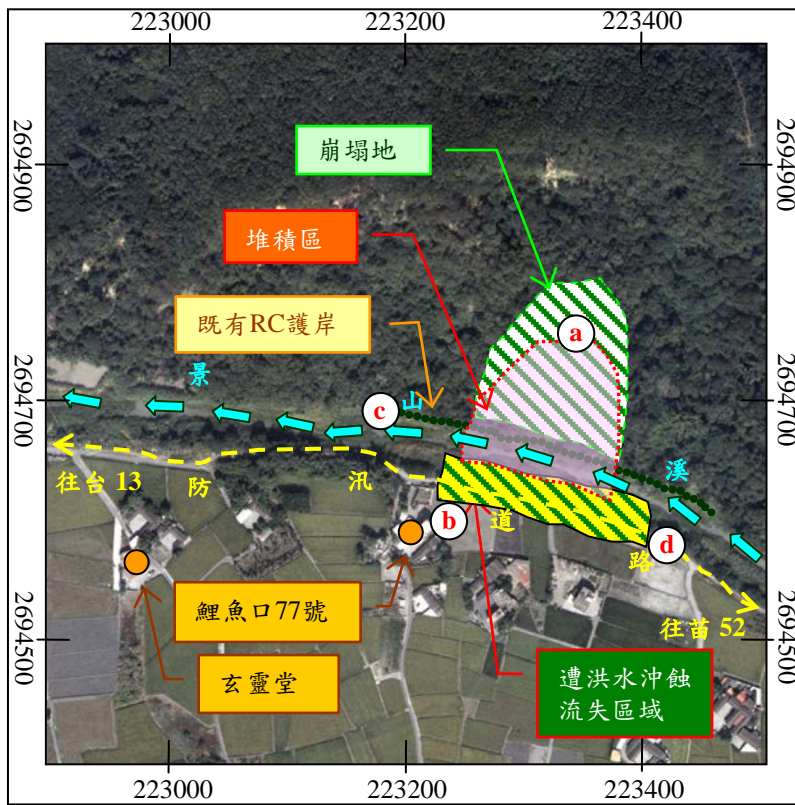 223000 223200 223400
2694900 2694900
崩塌地
堆積區
既有RC護岸
景 山 溪
a
c
2694700 2694700
往台 13 防 汛 道 路
b
d
往苗 52
鯉魚口77號
玄靈堂
遭洪水沖蝕
流失區域
2694500 2694500
223000 223200 223400